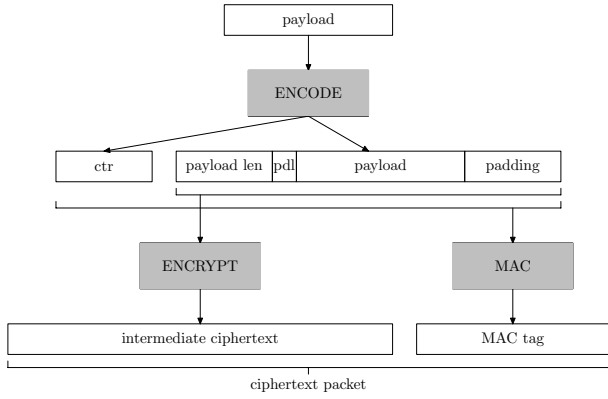 payload
ENCODE
ctr
payload len
pdl
payload
padding
ENCRYPT
MAC
intermediate ciphertext
MAC tag
ciphertext packet